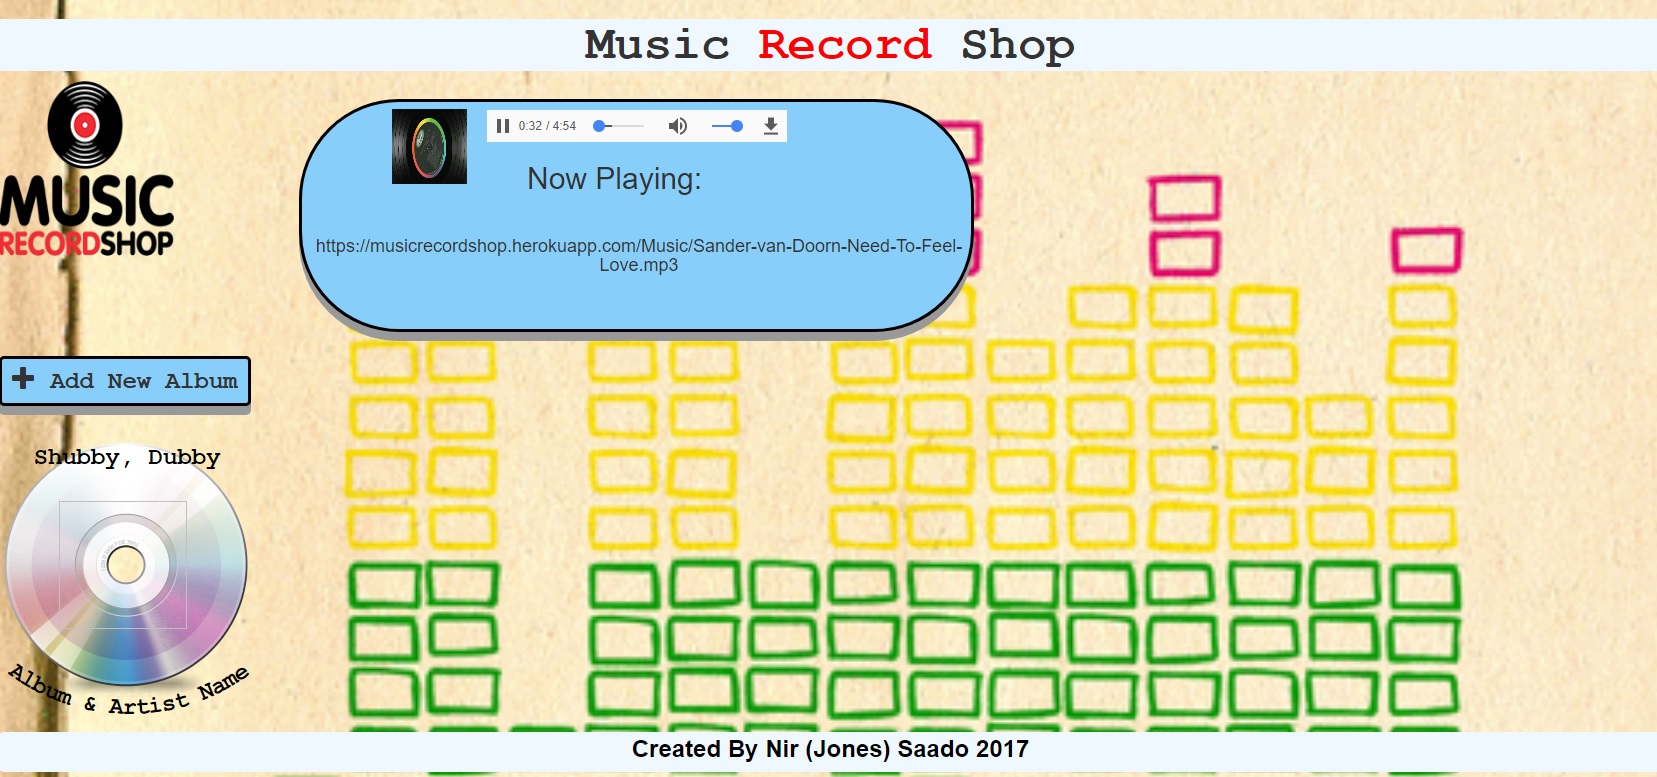 Music Record Shop
MUSIC
RECORDSHOP
0:32 / 4:54
Now Playing:
https://musicrecordshop.herokuapp.com/Music/Sander-van-Doorn-Need-To-Feel-
Love.mp3
Add New Album
Shubby, Dubby
Album & Artist Name
Created By Nir (Jones) Saado 2017